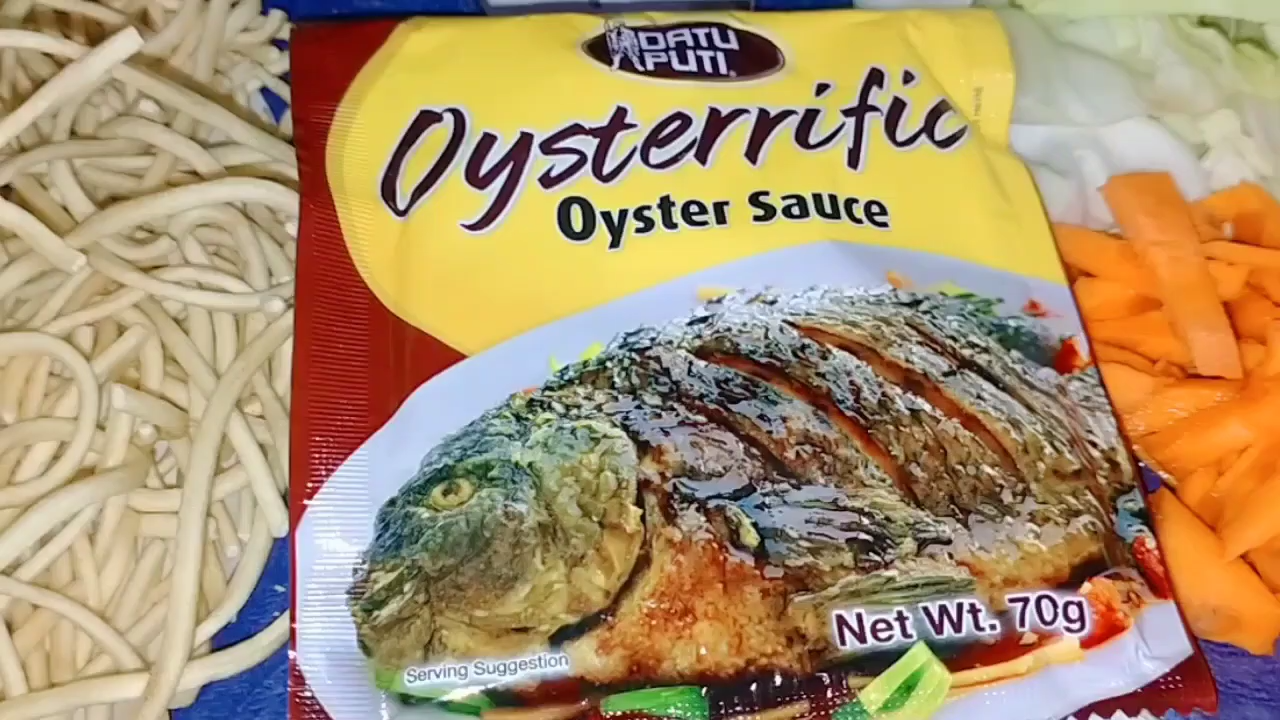 DATU
PUTI
Oysterrific
Oyster Sauce
Net Wt. 70g
Serving Suggestion